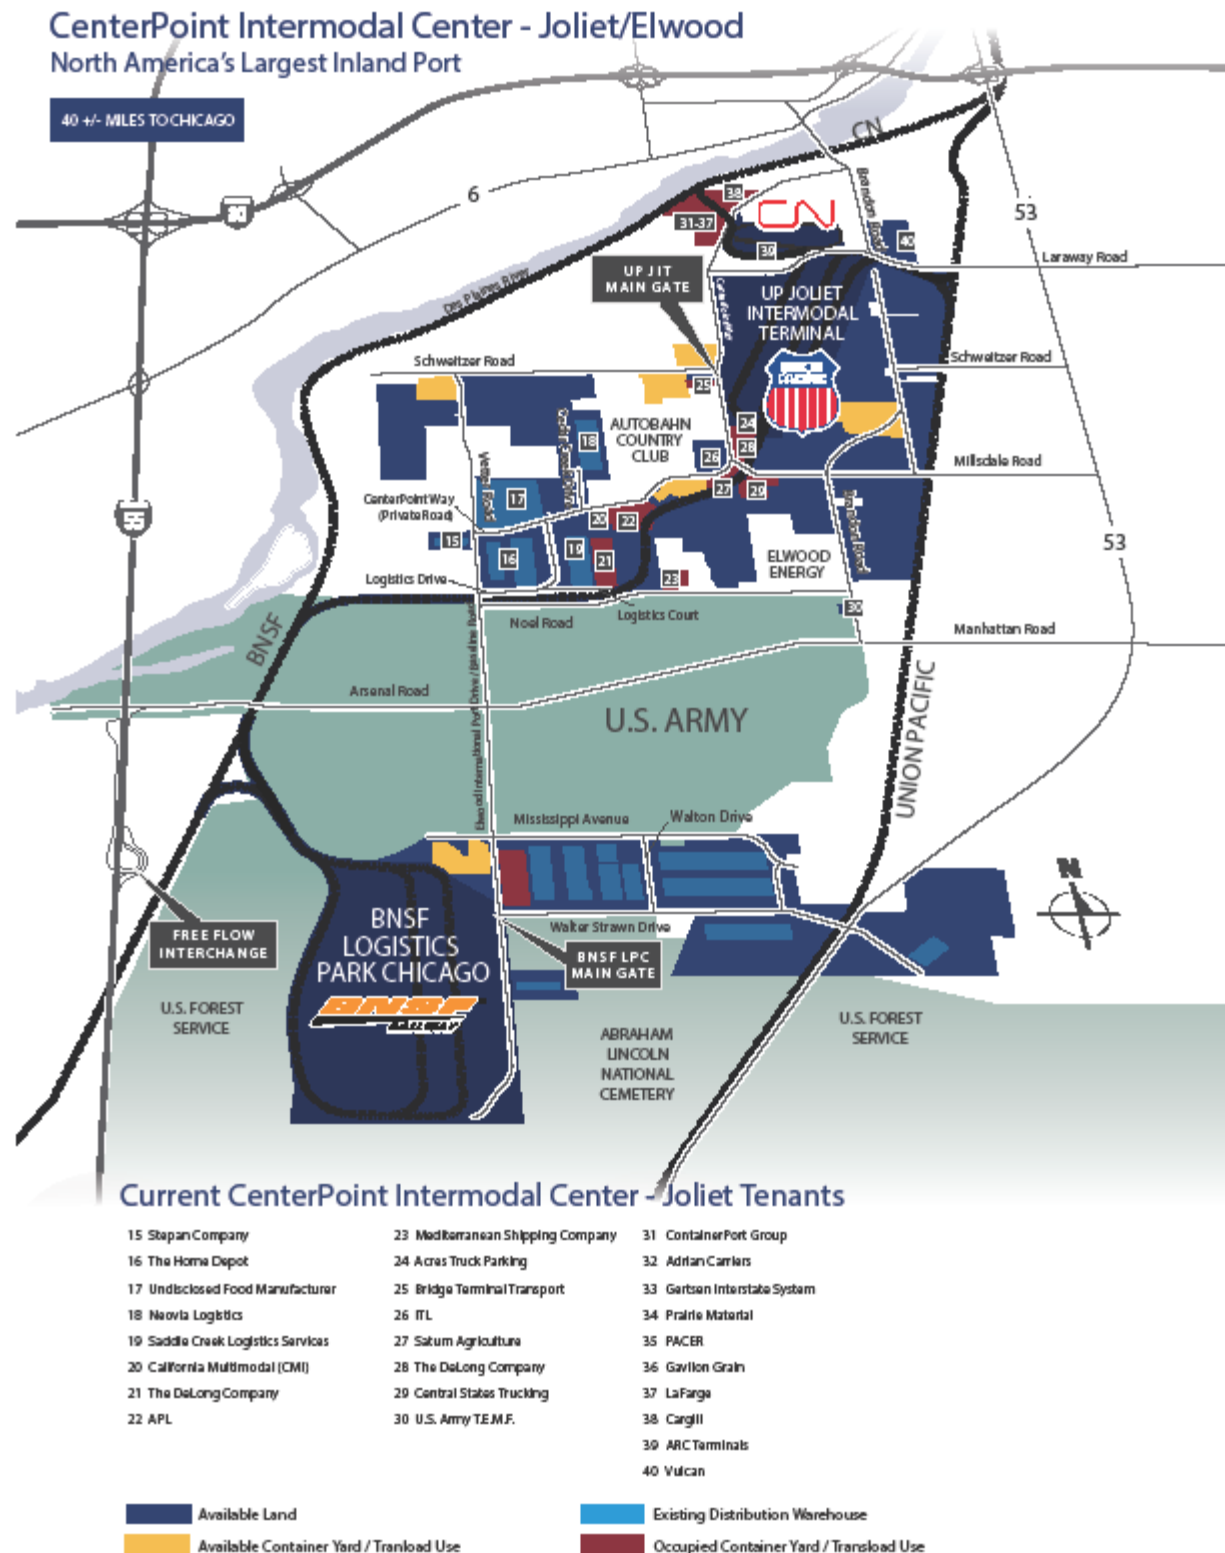 CenterPoint Intermodal Center - Joliet/Elwood
North America's Largest Inland Port
40 +/- MILES TO CHICAGO
CN
6
38
31-37
53
40
39
Brandon Road
Laraway Road
UP JIT
MAIN GATE
Des Plaines River
UP JOLIET
INTERMODAL
TERMINAL
Schweitzer Road
Schweitzer Road
25
AUTOBAHN
COUNTRY
CLUB
24
18
28
26
Millsdale Road
CenterPoint Way
(Private Road)
17
27
29
20
22
53
15
19
16
21
ELWOOD
ENERGY
Logistics Drive
23
Noel Road
Logistics Court
30
Manhattan Road
BNSF
Arsenal Road
U.S. ARMY
UNION PACIFIC
Elwood International Port Drive/Baseline Road
Mississippi Avenue
Walton Drive
N
FREE FLOW
INTERCHANGE
BNSF
LOGISTICS
PARK CHICAGO
Walter Strawn Drive
BNSF LPC
MAIN GATE
BNSF
RAILWAY
U.S. FOREST
SERVICE
ABRAHAM
LINCOLN
NATIONAL
CEMETERY
U.S. FOREST
SERVICE
Current CenterPoint Intermodal Center - Joliet Tenants
15 Stepan Company
16 The Home Depot
17 Undisclosed Food Manufacturer
18 Neovia Logistics
19 Saddle Creek Logistics Services
20 California Multimodal (CMI)
21 The DeLong Company
22 APL
23 Mediterranean Shipping Company
24 Acres Truck Parking
25 Bridge Terminal Transport
26 ITL
27 Saturn Agriculture
28 The DeLong Company
29 Central States Trucking
30 U.S. Army T.E.M.F.
31 ContainerPort Group
32 Adrian Carriers
33 Gertsen Interstate System
34 Prairie Material
35 PACER
36 Gavilon Grain
37 LaFarge
38 Cargill
39 ARC Terminals
40 Vulcan
Available Land
Available Container Yard / Tranload Use
Existing Distribution Warehouse
Occupied Container Yard / Transload Use